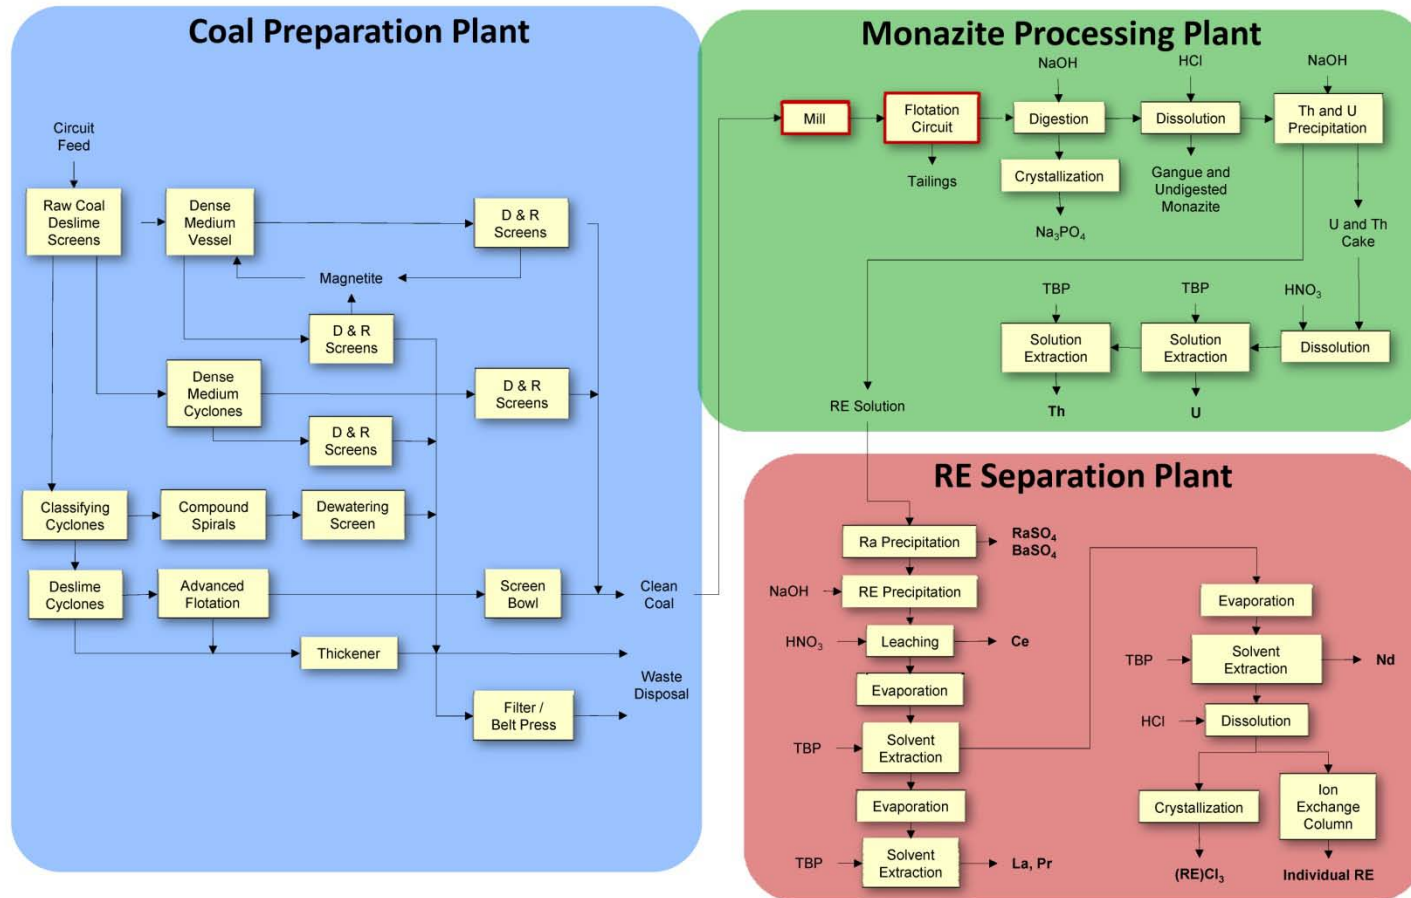 Coal Preparation Plant
Circuit
Feed
Raw Coal
Deslime
Screens
Dense
Medium
Vessel
D & R
Screens
Magnetite
D & R
Screens
Dense
Medium
Cyclones
D & R
Screens
D & R
Screens
Classifying
Cyclones
Compound
Spirals
Dewatering
Screen
Deslime
Cyclones
Advanced
Flotation
Screen
Bowl
Clean
Coal
Thickener
Waste
Disposal
Filter /
Belt Press
Monazite Processing Plant
NaOH
HCl
NaOH
Mill
Flotation
Circuit
Digestion
Dissolution
Th and U
Precipitation
Tailings
Crystallization
Gangue and
Undigested
Monazite
Na₃PO₄
U and Th
Cake
TBP
TBP
HNO₃
Solution
Extraction
Solution
Extraction
Dissolution
Th
U
RE Solution
RE Separation Plant
Ra Precipitation
RaSO₄
BaSO₄
NaOH
RE Precipitation
HNO₃
Leaching
Ce
Evaporation
TBP
Solvent
Extraction
Evaporation
TBP
Solvent
Extraction
La, Pr
Evaporation
TBP
Solvent
Extraction
Nd
HCl
Dissolution
Crystallization
Ion
Exchange
Column
(RE)Cl₃
Individual RE